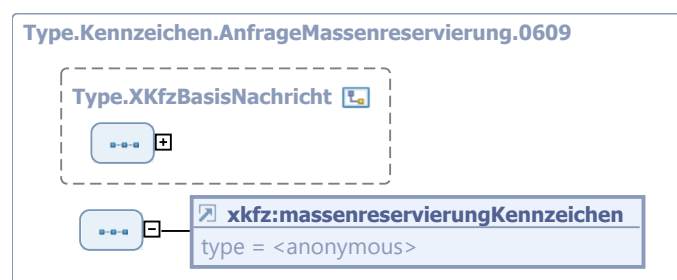 Type.Kennzeichen.AnfrageMassenreservierung.0609
Type.XKfzBasisNachricht
xkfz:massenreservierungKennzeichen
type = <anonymous>